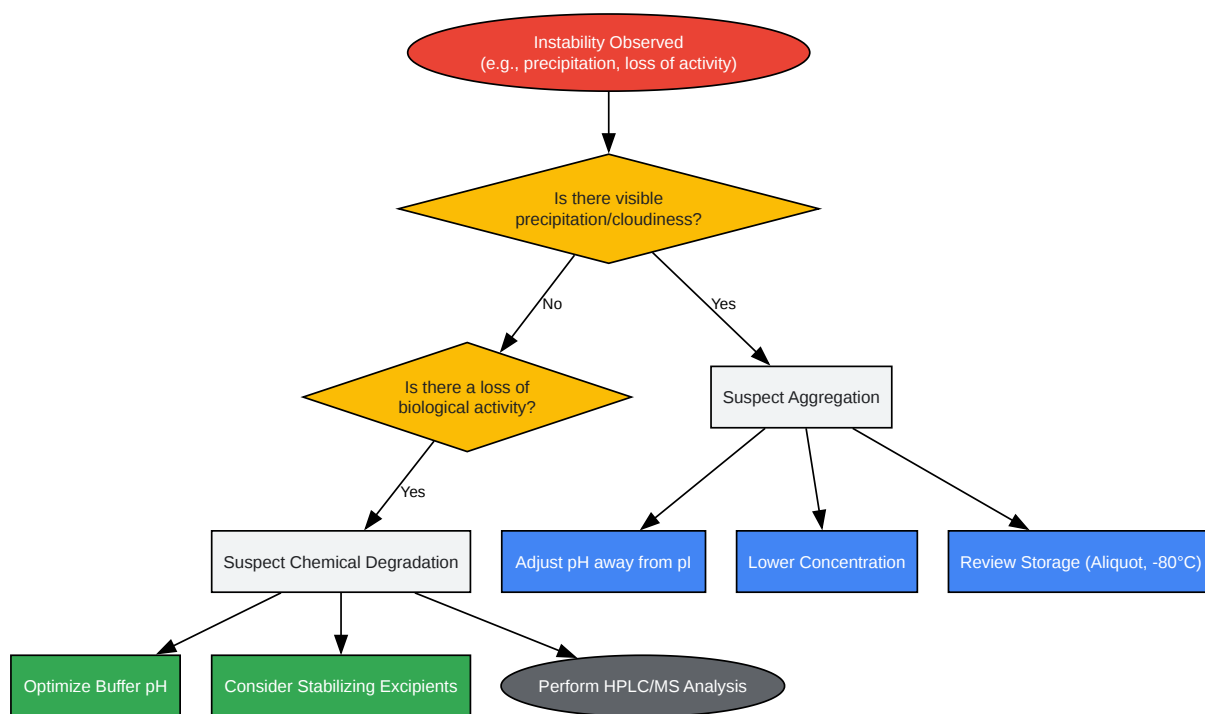 Instability Observed
(e.g., precipitation, loss of activity)
Is there visible
precipitation/cloudiness?
No
Yes
Is there a loss of
biological activity?
Suspect Aggregation
Yes
Suspect Chemical Degradation
Adjust pH away from pI
Lower Concentration
Review Storage (Aliquot, -80°C)
Optimize Buffer pH
Consider Stabilizing Excipients
Perform HPLC/MS Analysis